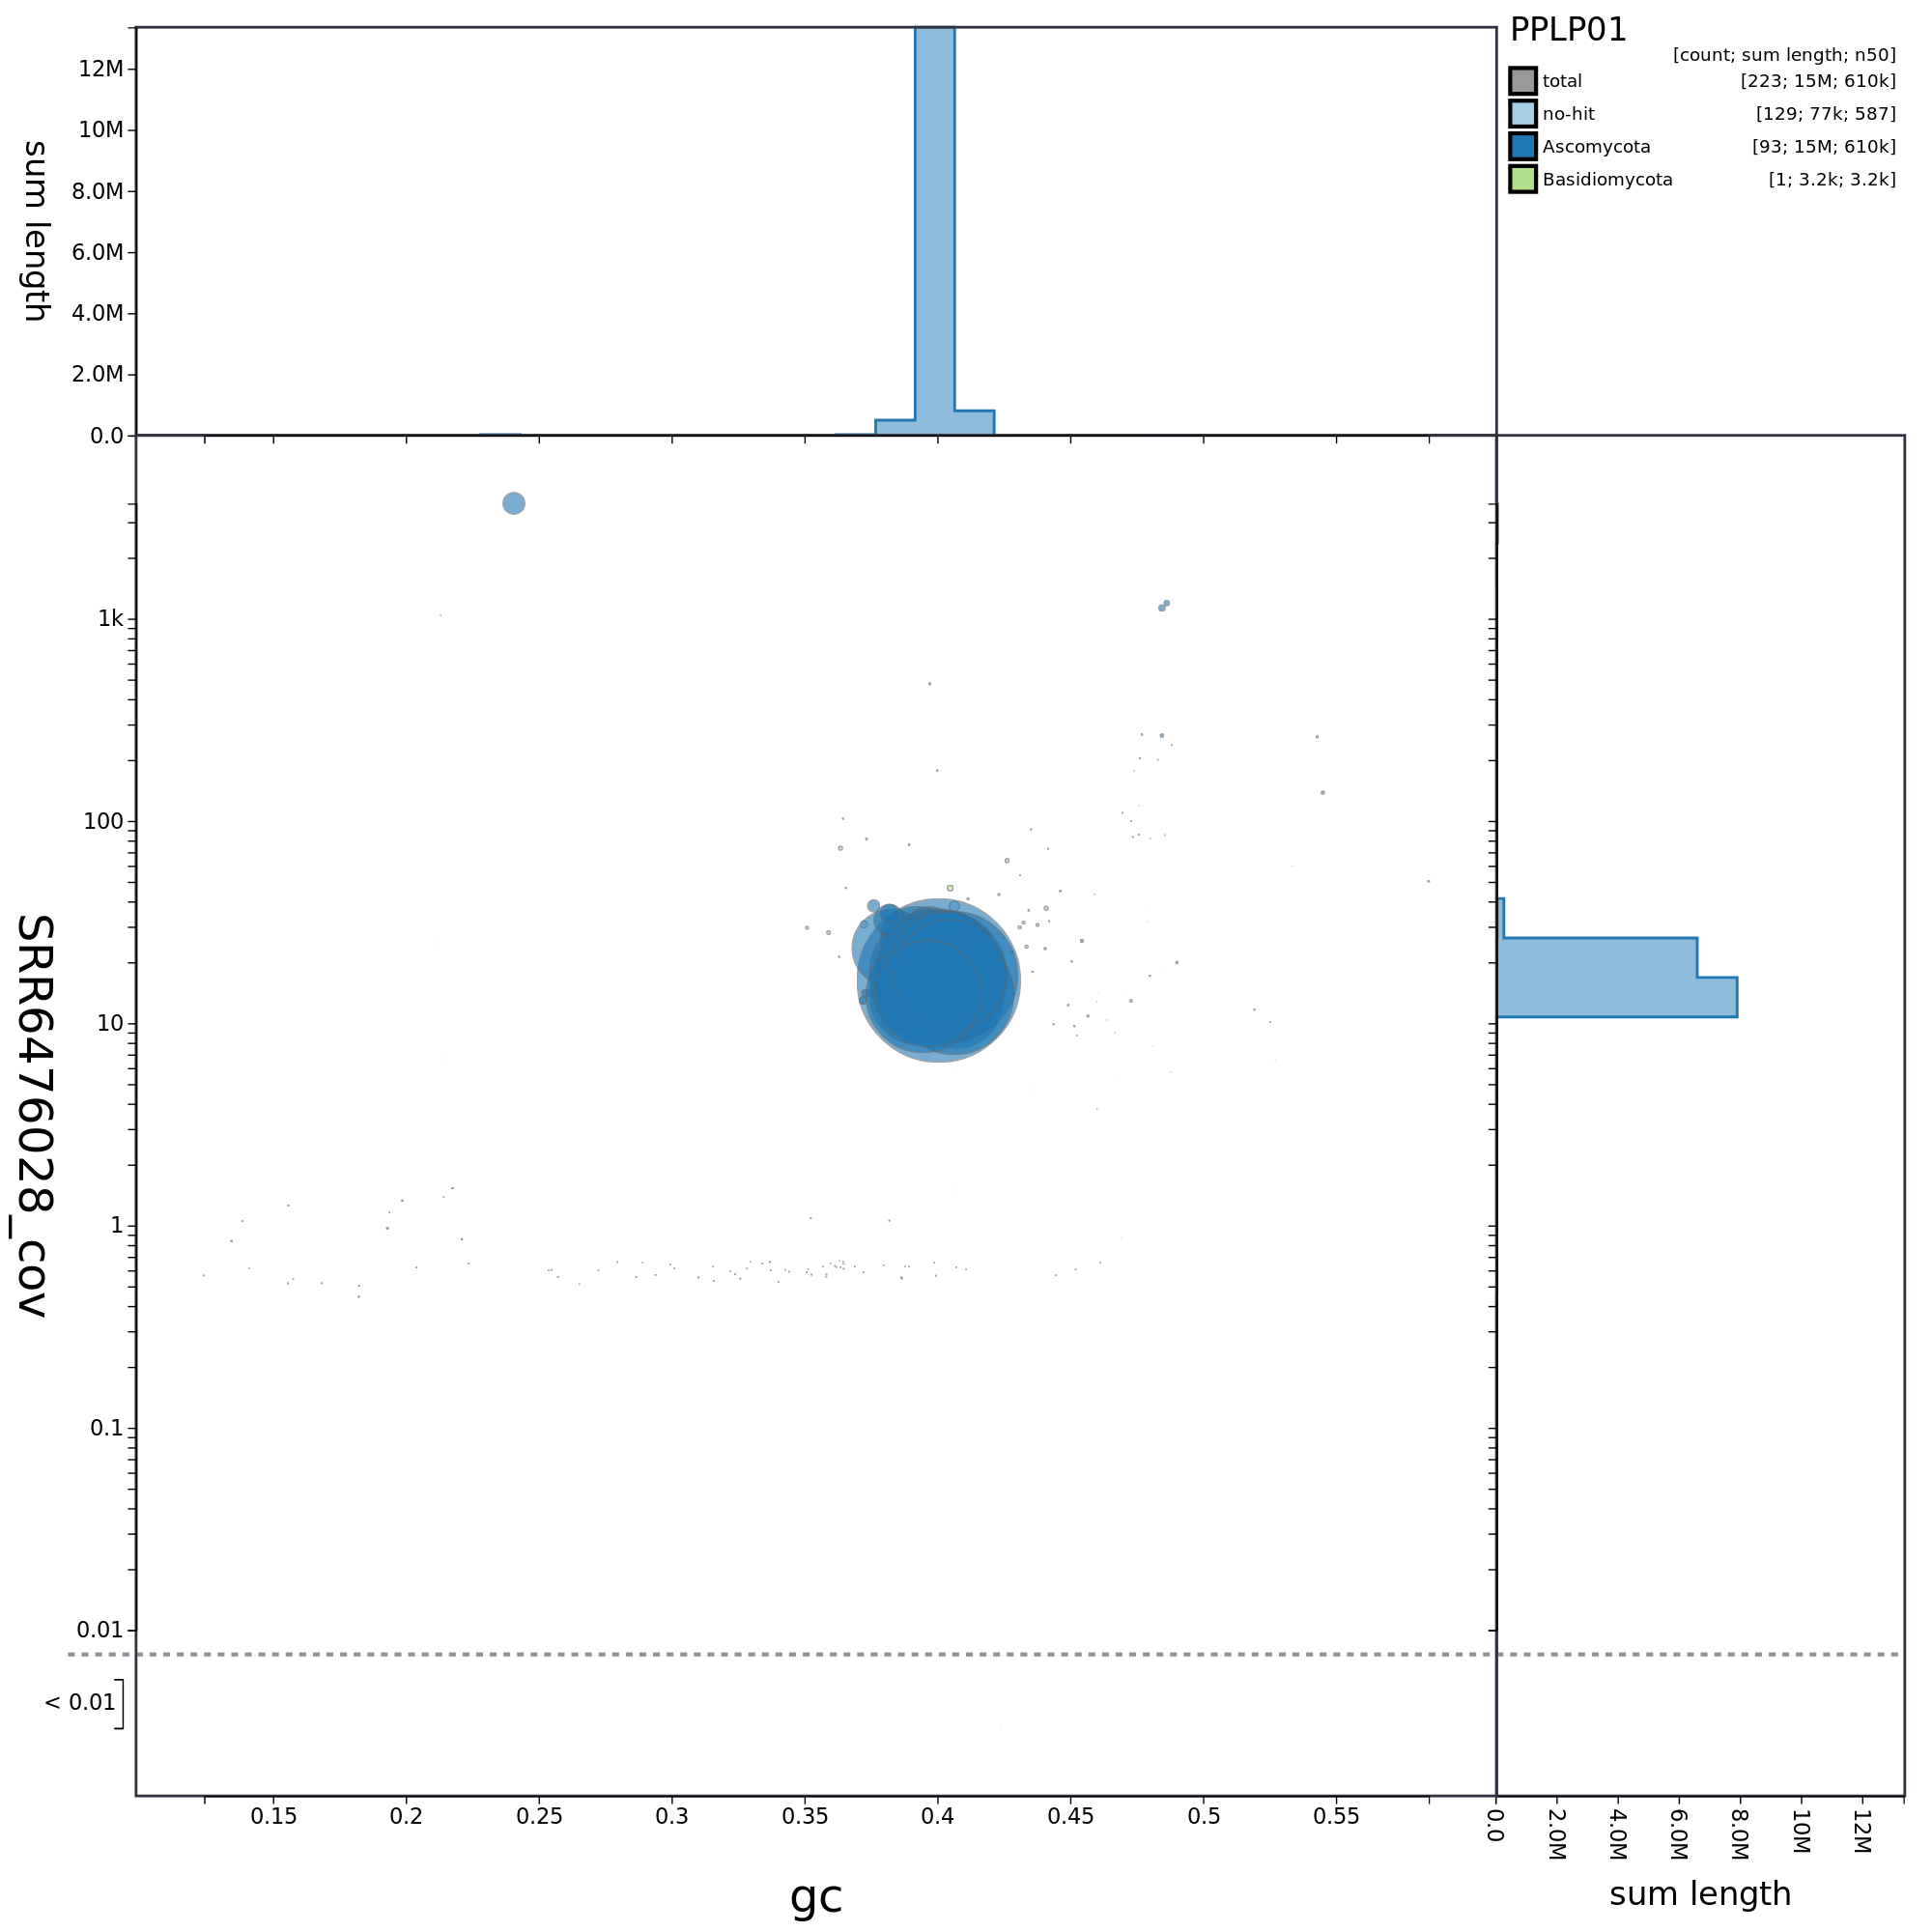 PPLP01
[count; sum length; n50]
total [223; 15M; 610k]
no-hit [129; 77k; 587]
Ascomycota [93; 15M; 610k]
Basidiomycota [1; 3.2k; 3.2k]
sum length
12M
10M
8.0M
6.0M
4.0M
2.0M
0.0
SRR6476028_cov
1k
100
10
1
0.1
0.01
< 0.01
0.15 0.2 0.25 0.3 0.35 0.4 0.45 0.5 0.55
gc
0.0 2.0M 4.0M 6.0M 8.0M 10M 12M
sum length